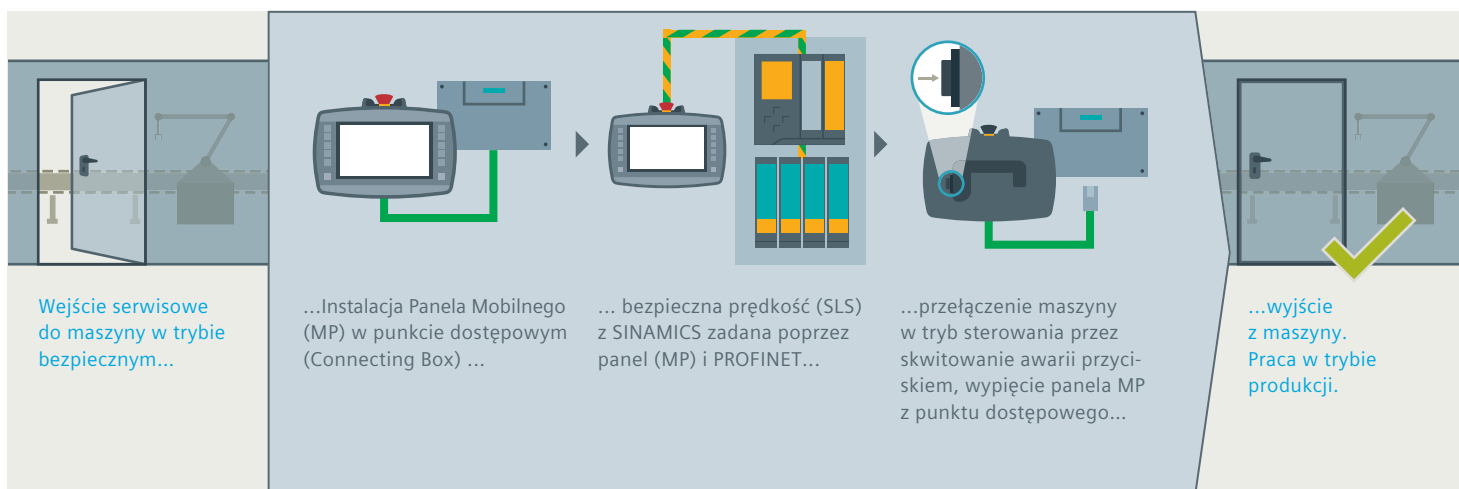 Wejście serwisowe
do maszyny w trybie
bezpiecznym...
...Instalacja Panela Mobilnego
(MP) w punkcie dostępowym
(Connecting Box) ...
... bezpieczna prędkość (SLS)
z SINAMICS zadana poprzez
panel (MP) i PROFINET...
...przełączenie maszyny
w tryb sterowania przez
skwitowanie awarii przyci-
skiem, wypięcie panela MP
z punktu dostępowego...
...wyjście
z maszyny.
Praca w trybie
produkcji.